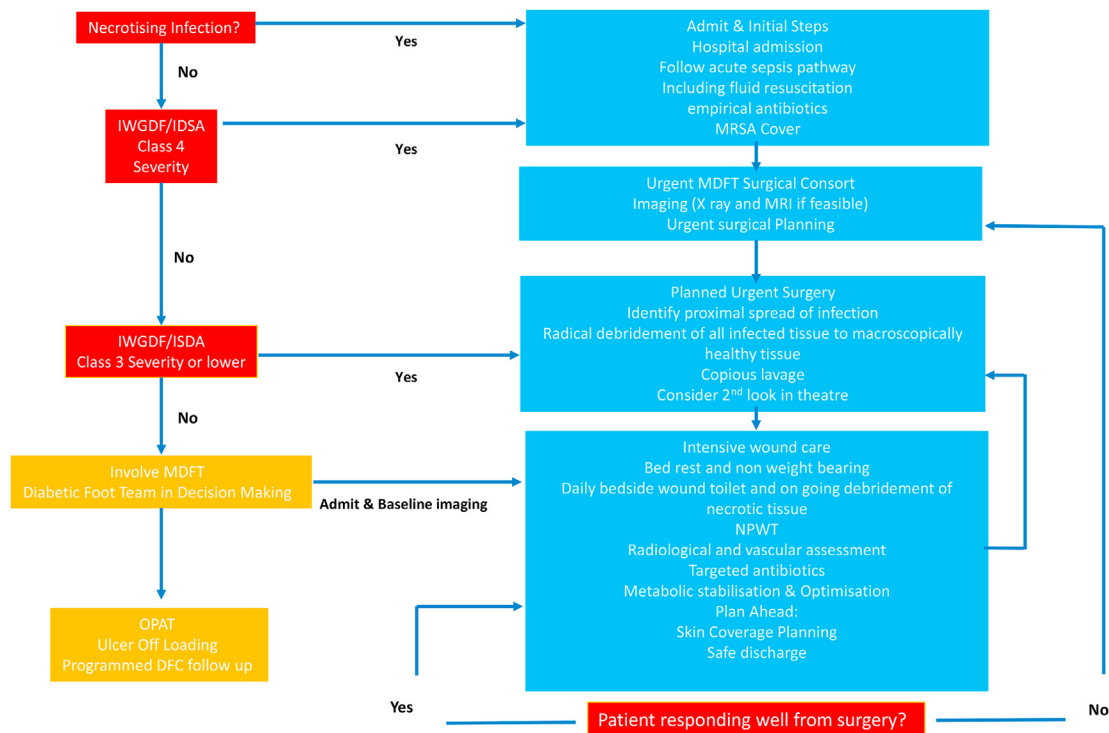 Necrotising Infection?
Yes
No
IWGDF/IDSA
Class 4
Severity
Yes
No
IWGDF/ISDA
Class 3 Severity or lower
Yes
No
Involve MDFT
Diabetic Foot Team in Decision Making
Admit & Baseline imaging
OPAT
Ulcer Off Loading
Programmed DFC follow up
Admit & Initial Steps
Hospital admission
Follow acute sepsis pathway
Including fluid resuscitation
empirical antibiotics
MRSA Cover
Urgent MDFT Surgical Consort
Imaging (X ray and MRI if feasible)
Urgent surgical Planning
Planned Urgent Surgery
Identify proximal spread of infection
Radical debridement of all infected tissue to macroscopically
healthy tissue
Copious lavage
Consider 2nd look in theatre
Intensive wound care
Bed rest and non weight bearing
Daily bedside wound toilet and on going debridement of
necrotic tissue
NPWT
Radiological and vascular assessment
Targeted antibiotics
Metabolic stabilisation & Optimisation
Plan Ahead:
Skin Coverage Planning
Safe discharge
Yes
Patient responding well from surgery?
No